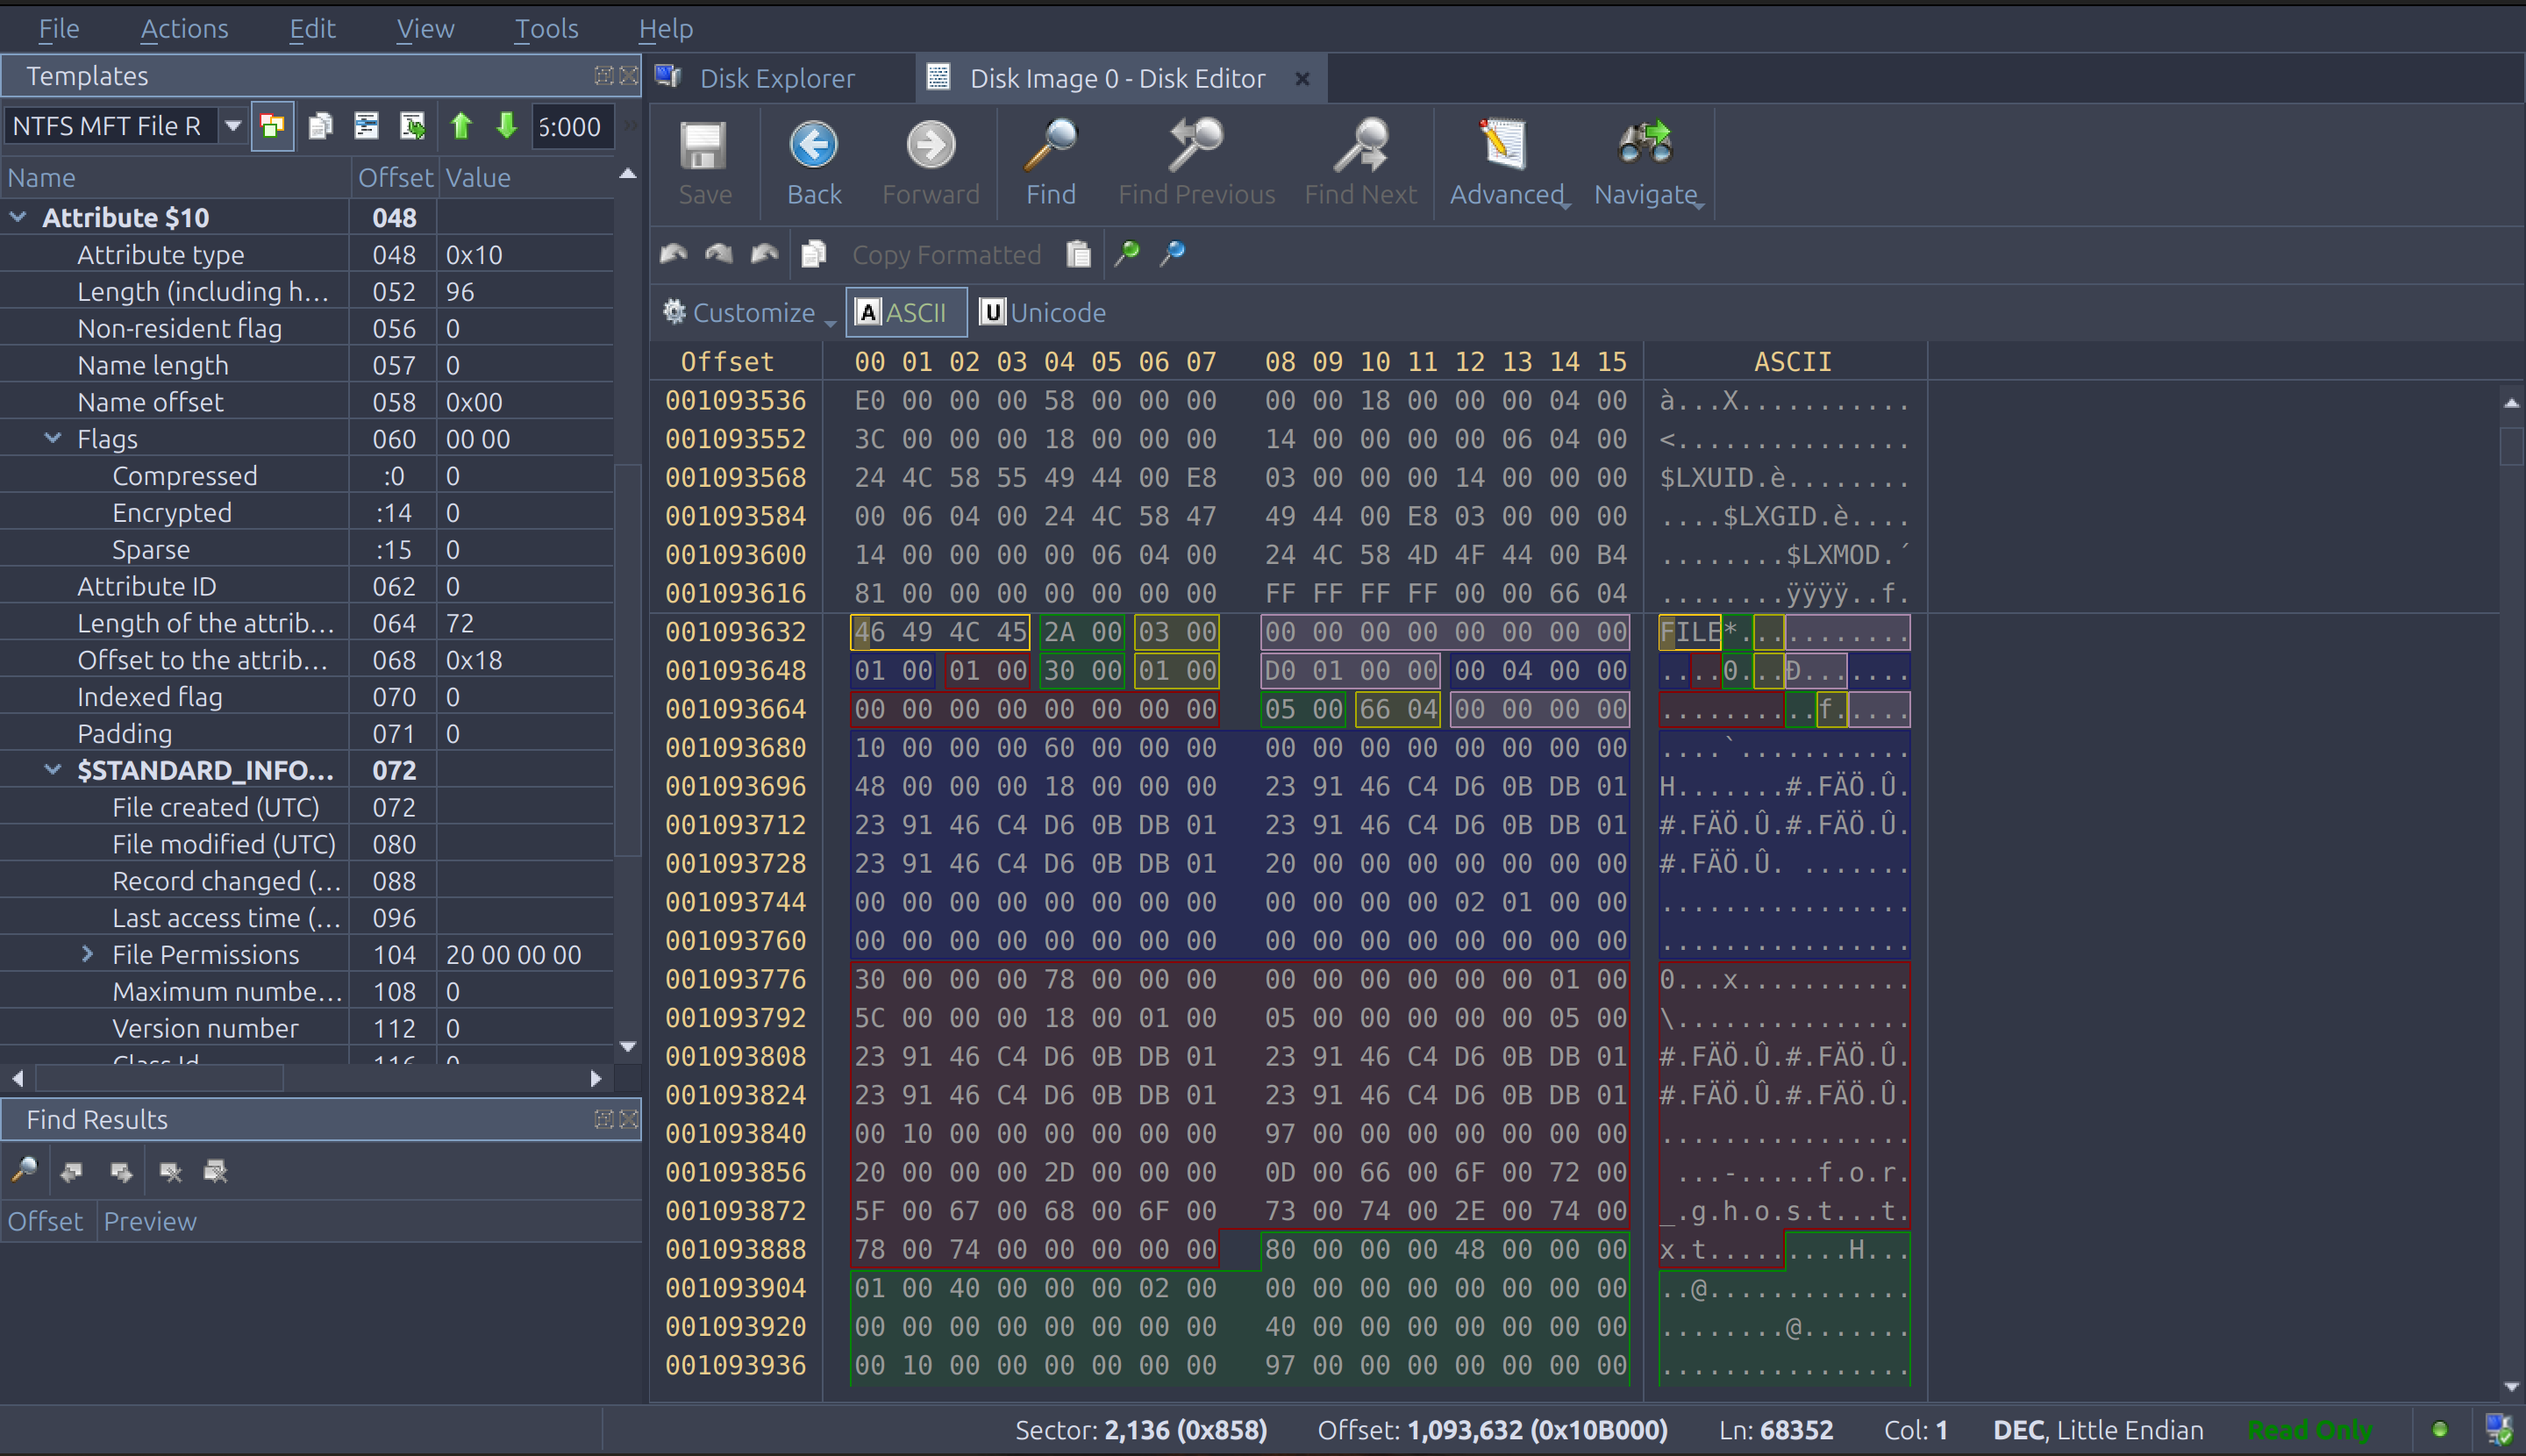 File Actions Edit View Tools Help
Templates
NTFS MFT File R 5:000
Name Offset Value
Attribute $10 048
Attribute type 048 0x10
Length (including h... 052 96
Non-resident flag 056 0
Name length 057 0
Name offset 058 0x00
Flags 060 00 00
Compressed :0 0
Encrypted :14 0
Sparse :15 0
Attribute ID 062 0
Length of the attrib... 064 72
Offset to the attrib... 068 0x18
Indexed flag 070 0
Padding 071 0
$STANDARD_INFO... 072
File created (UTC) 072
File modified (UTC) 080
Record changed (... 088
Last access time (... 096
File Permissions 104 20 00 00 00
Maximum numbe... 108 0
Version number 112 0
Class Id 116 0
Find Results
Offset Preview
Disk Explorer Disk Image 0 - Disk Editor
Save Back Forward Find Find Previous Find Next Advanced Navigate
Copy Formatted
Customize A ASCII U Unicode
Offset 00 01 02 03 04 05 06 07 08 09 10 11 12 13 14 15 ASCII
001093536 E0 00 00 00 58 00 00 00 00 00 18 00 00 00 04 00 à...X...........
001093552 3C 00 00 00 18 00 00 00 14 00 00 00 00 06 04 00 <...............
001093568 24 4C 58 55 49 44 00 E8 03 00 00 00 14 00 00 00 $LXUID.è........
001093584 00 06 04 00 24 4C 58 47 49 44 00 E8 03 00 00 00 ....$LXGID.è....
001093600 14 00 00 00 00 06 04 00 24 4C 58 4D 4F 44 00 B4 ........$LXMOD.´
001093616 81 00 00 00 00 00 00 00 FF FF FF FF 00 00 66 04 ........ÿÿÿÿ..f.
001093632 46 49 4C 45 2A 00 03 00 00 00 00 00 00 00 00 00 FILE*...........
001093648 01 00 01 00 30 00 01 00 D0 01 00 00 00 04 00 00 ....0...Ð.......
001093664 00 00 00 00 00 00 00 00 05 00 66 04 00 00 00 00 ..........f.....
001093680 10 00 00 00 60 00 00 00 00 00 00 00 00 00 00 00 ....`...........
001093696 48 00 00 00 18 00 00 00 23 91 46 C4 D6 0B DB 01 H.......#.FÄÖ.Û.
001093712 23 91 46 C4 D6 0B DB 01 23 91 46 C4 D6 0B DB 01 #.FÄÖ.Û.#.FÄÖ.Û.
001093728 23 91 46 C4 D6 0B DB 01 20 00 00 00 00 00 00 00 #.FÄÖ.Û. .......
001093744 00 00 00 00 00 00 00 00 00 00 00 00 02 01 00 00 ................
001093760 00 00 00 00 00 00 00 00 00 00 00 00 00 00 00 00 ................
001093776 30 00 00 00 78 00 00 00 00 00 00 00 00 00 01 00 0...x...........
001093792 5C 00 00 00 18 00 01 00 05 00 00 00 00 00 05 00 \...............
001093808 23 91 46 C4 D6 0B DB 01 23 91 46 C4 D6 0B DB 01 #.FÄÖ.Û.#.FÄÖ.Û.
001093824 23 91 46 C4 D6 0B DB 01 23 91 46 C4 D6 0B DB 01 #.FÄÖ.Û.#.FÄÖ.Û.
001093840 00 10 00 00 00 00 00 00 97 00 00 00 00 00 00 00 ................
001093856 20 00 00 00 2D 00 00 00 0D 00 66 00 6F 00 72 00  ...-.....f.o.r.
001093872 5F 00 67 00 68 00 6F 00 73 00 74 00 2E 00 74 00 _.g.h.o.s.t...t.
001093888 78 00 74 00 00 00 00 00 80 00 00 00 48 00 00 00 x.t.........H...
001093904 01 00 40 00 00 00 02 00 00 00 00 00 00 00 00 00 ..@.............
001093920 00 00 00 00 00 00 00 00 40 00 00 00 00 00 00 00 ........@.......
001093936 00 10 00 00 00 00 00 00 97 00 00 00 00 00 00 00 ................
Sector: 2,136 (0x858) Offset: 1,093,632 (0x10B000) Ln: 68352 Col: 1 DEC, Little Endian Read Only